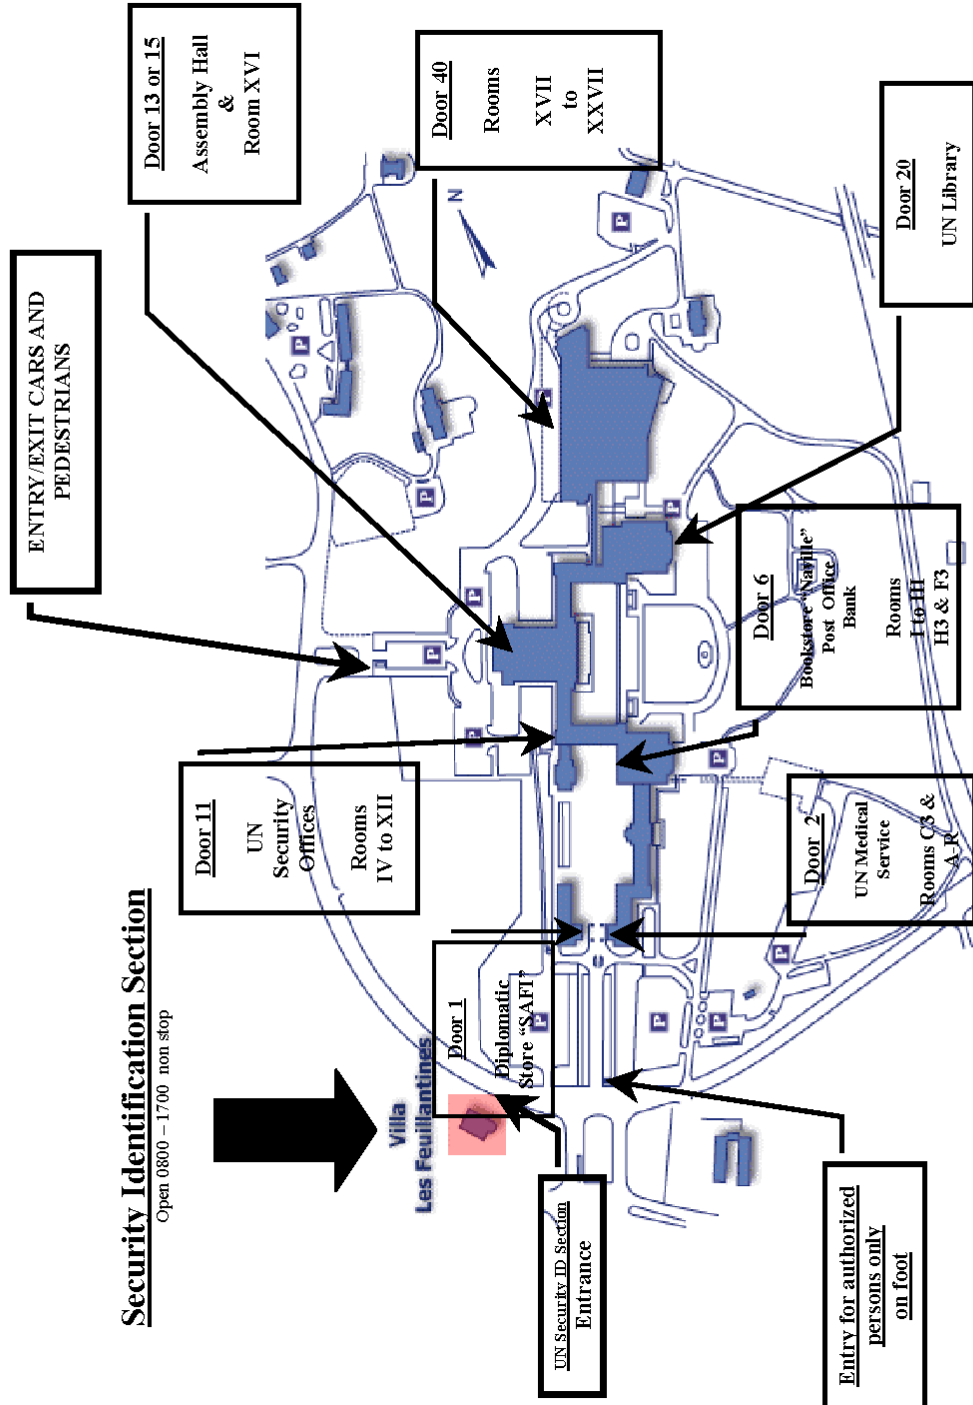 Security Identification Section
Open 0800 – 1700 non stop
ENTRY/EXIT CARS AND
PEDESTRIANS
Door 13 or 15
Assembly Hall
&
Room XVI
Door 11
UN
Security
Offices
Rooms
IV to XII
Villa
Les Feuillantines
Door 1
Diplomatic
Store “SAFI”
Door 40
Rooms
XVII
to
XXVII
N
P
P
P
P
P
P
P
P
P
P
P
P
P
UN Security ID Section
Entrance
Entry for authorized
persons only
on foot
Door 2
UN Medical
Service
Rooms C3 &
A-R
Door 6
Bookstore “Naville”
Post Office
Bank
Rooms
I to III
H3 & F3
Door 20
UN Library